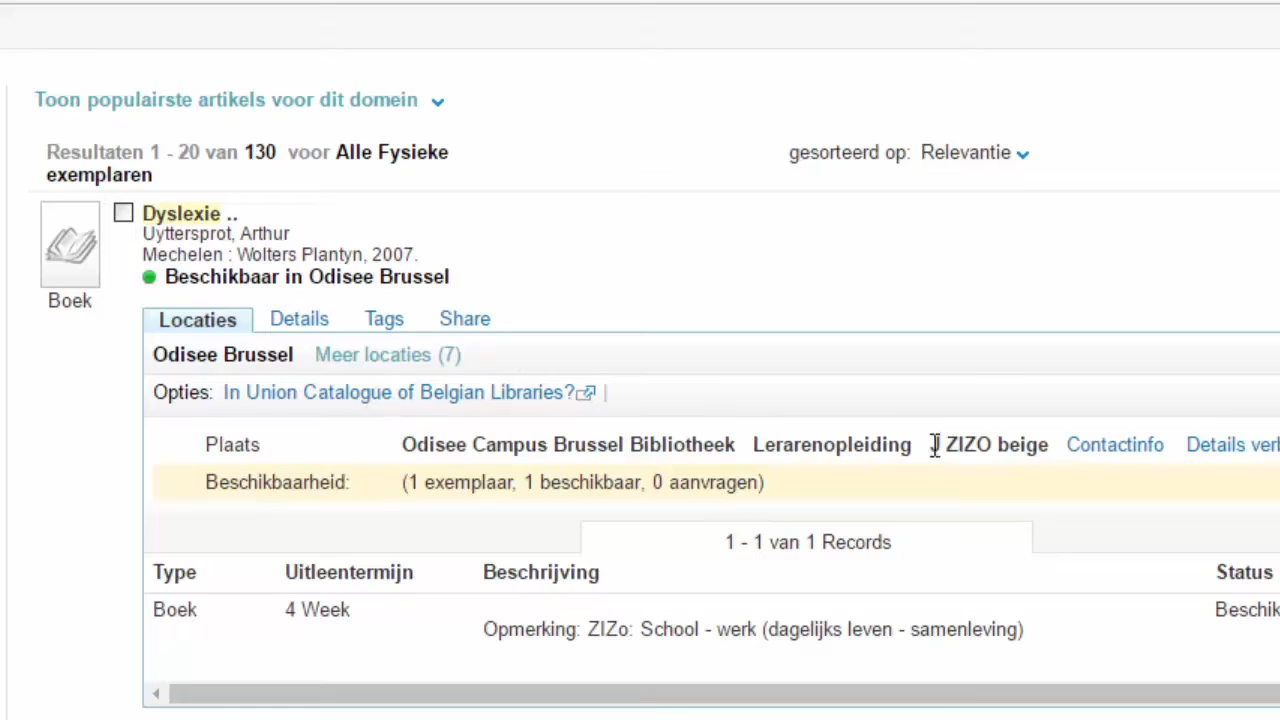 Toon populairste artikels voor dit domein
Resultaten 1 - 20 van 130 voor Alle Fysieke
exemplaren
gesorteerd op: Relevantie
Dyslexie ..
Uyttersprot, Arthur
Mechelen : Wolters Plantyn, 2007.
Beschikbaar in Odisee Brussel
Boek
Locaties Details Tags Share
Odisee Brussel Meer locaties (7)
Opties: In Union Catalogue of Belgian Libraries? |
Plaats Odisee Campus Brussel Bibliotheek Lerarenopleiding ZIZO beige Contactinfo Details
Beschikbaarheid: (1 exemplaar, 1 beschikbaar, 0 aanvragen)
1 - 1 van 1 Records
Type Uitleentermijn Beschrijving Status
Boek 4 Week
Opmerking: ZIZo: School - werk (dagelijks leven - samenleving)